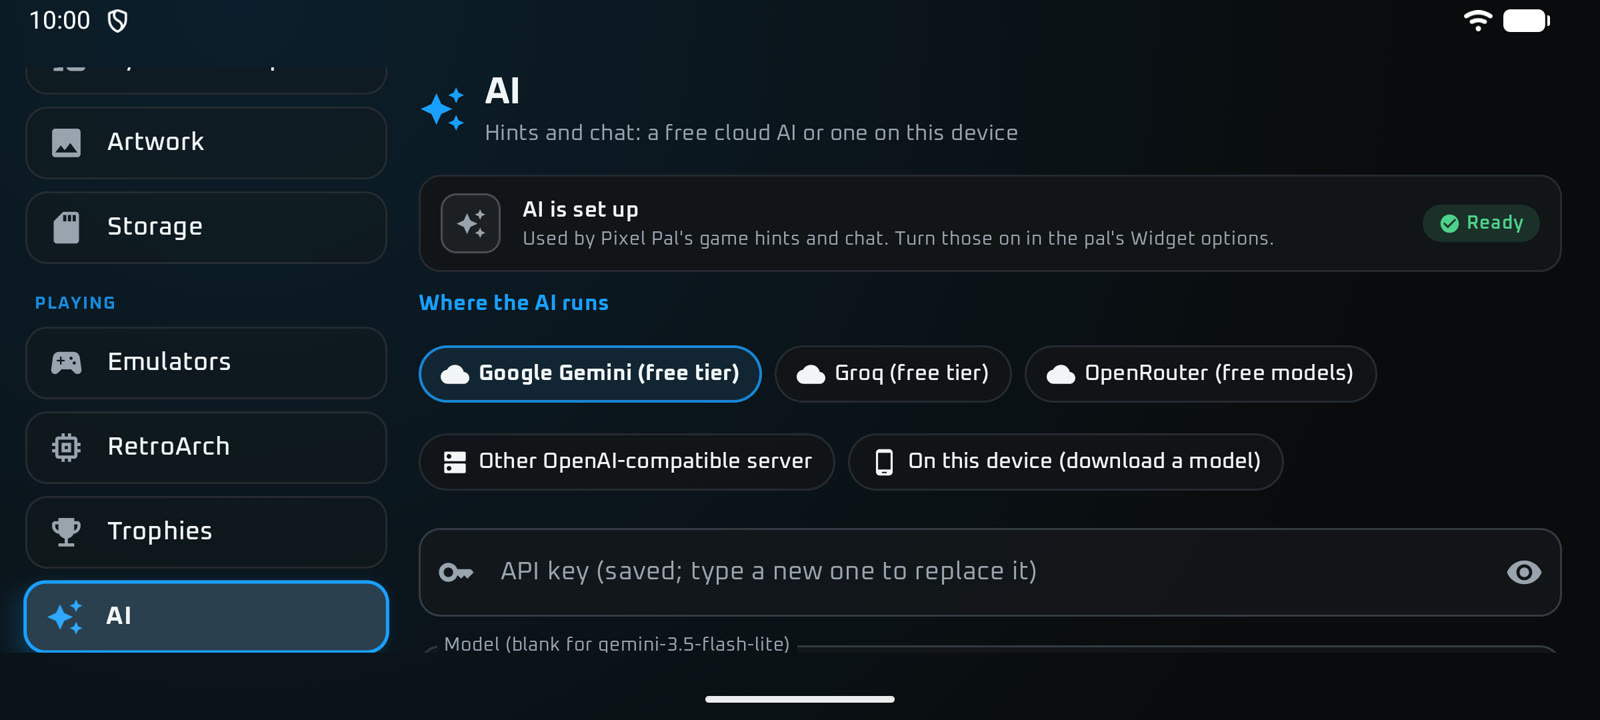 10:00
Artwork
Storage
PLAYING
Emulators
RetroArch
Trophies
AI
AI
Hints and chat: a free cloud AI or one on this device
AI is set up
Used by Pixel Pal's game hints and chat. Turn those on in the pal's Widget options.
Ready
Where the AI runs
Google Gemini (free tier)
Groq (free tier)
OpenRouter (free models)
Other OpenAI-compatible server
On this device (download a model)
API key (saved; type a new one to replace it)
Model (blank for gemini-3.5-flash-lite)